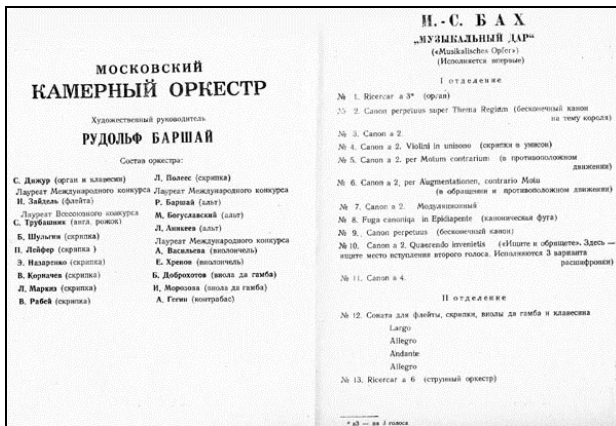 МОСКОВСКИЙ
КАМЕРНЫЙ ОРКЕСТР
Художественный руководитель
РУДОЛЬФ БАРШАЙ
Состав оркестра:
С. Дижур (орган и клавесин)
Лауреат Международного конкурса
И. Зайдель (флейта)
Лауреат Всесоюзного конкурса
С. Трубашник (англ. рожок)
Б. Шульгин (скрипка)
П. Лейфер (скрипка)
Э. Назаренко (скрипка)
В. Корначев (скрипка)
Л. Маркиз (скрипка)
В. Рабей (скрипка)
Л. Полеес (скрипка)
Лауреат Международного конкурса
Р. Баршай (альт)
М. Богуславский (альт)
Л. Аникеев (альт)
Лауреат Международного конкурса
А. Васильева (виолончель)
Е. Хренов (виолончель)
Б. Доброхотов (виола да гамба)
И. Морозова (виола да гамба)
А. Гегин (контрабас)
И.-С. БАХ
„МУЗЫКАЛЬНЫЙ ДАР“
(«Musikalisches Opfer»)
(Исполняется впервые)
I отделение
№ 1. Ricercar a 3* (орган)
№ 2. Canon perpetuus super Thema Regium (бесконечный канон
на тему короля)
№ 3. Canon a 2.
№ 4. Canon a 2. Violini in unisono (скрипки в унисон)
№ 5. Canon a 2. per Motum contrarium (в противоположном
движении)
№ 6. Canon a 2, per Augmentationen, contrario Motu
(в обращении и противоположном движении)
№ 7. Canon a 2. Модуляционный
№ 8. Fuga canoniqa in Epidiapente (каноническая фуга)
№ 9. Canon perpetuus (бесконечный канон)
№ 10. Canon a 2. Quaerendo invenietis («Ищите и обрящете». Здесь —
ищите место вступления второго голоса. Исполняются 3 варианта
расшифровки)
№ 11. Canon a 4.
II отделение
№ 12. Соната для флейты, скрипки, виолы да гамба и клавесина
Largo
Allegro
Andante
Allegro
№ 13. Ricercar a 6 (струнный оркестр)
* a3 — на 3 голоса